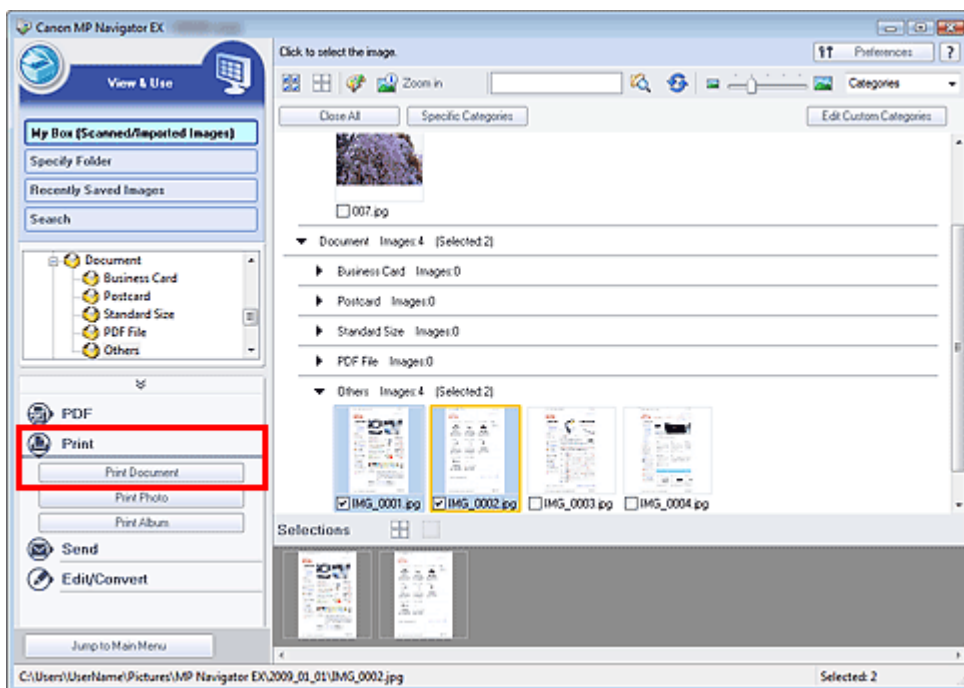 Canon MP Navigator EX
View & Use
Click to select the image.
Preferences
?
Zoom in
Categories
Close All
Specific Categories
Edit Custom Categories
My Box (Scanned/Imported Images)
Specify Folder
Recently Saved Images
Search
Document
Business Card
Postcard
Standard Size
PDF File
Others
PDF
Print
Print Document
Print Photo
Print Album
Send
Edit/Convert
Jump to Main Menu
007.jpg
Document Images:4 (Selected:2)
Business Card Images:0
Postcard Images:0
Standard Size Images:0
PDF File Images:0
Others Images:4 (Selected:2)
IMG_0001.jpg IMG_0002.jpg IMG_0003.jpg IMG_0004.jpg
Selections
C:\Users\UserName\Pictures\MP Navigator EX\2009_01_01\IMG_0002.jpg
Selected: 2